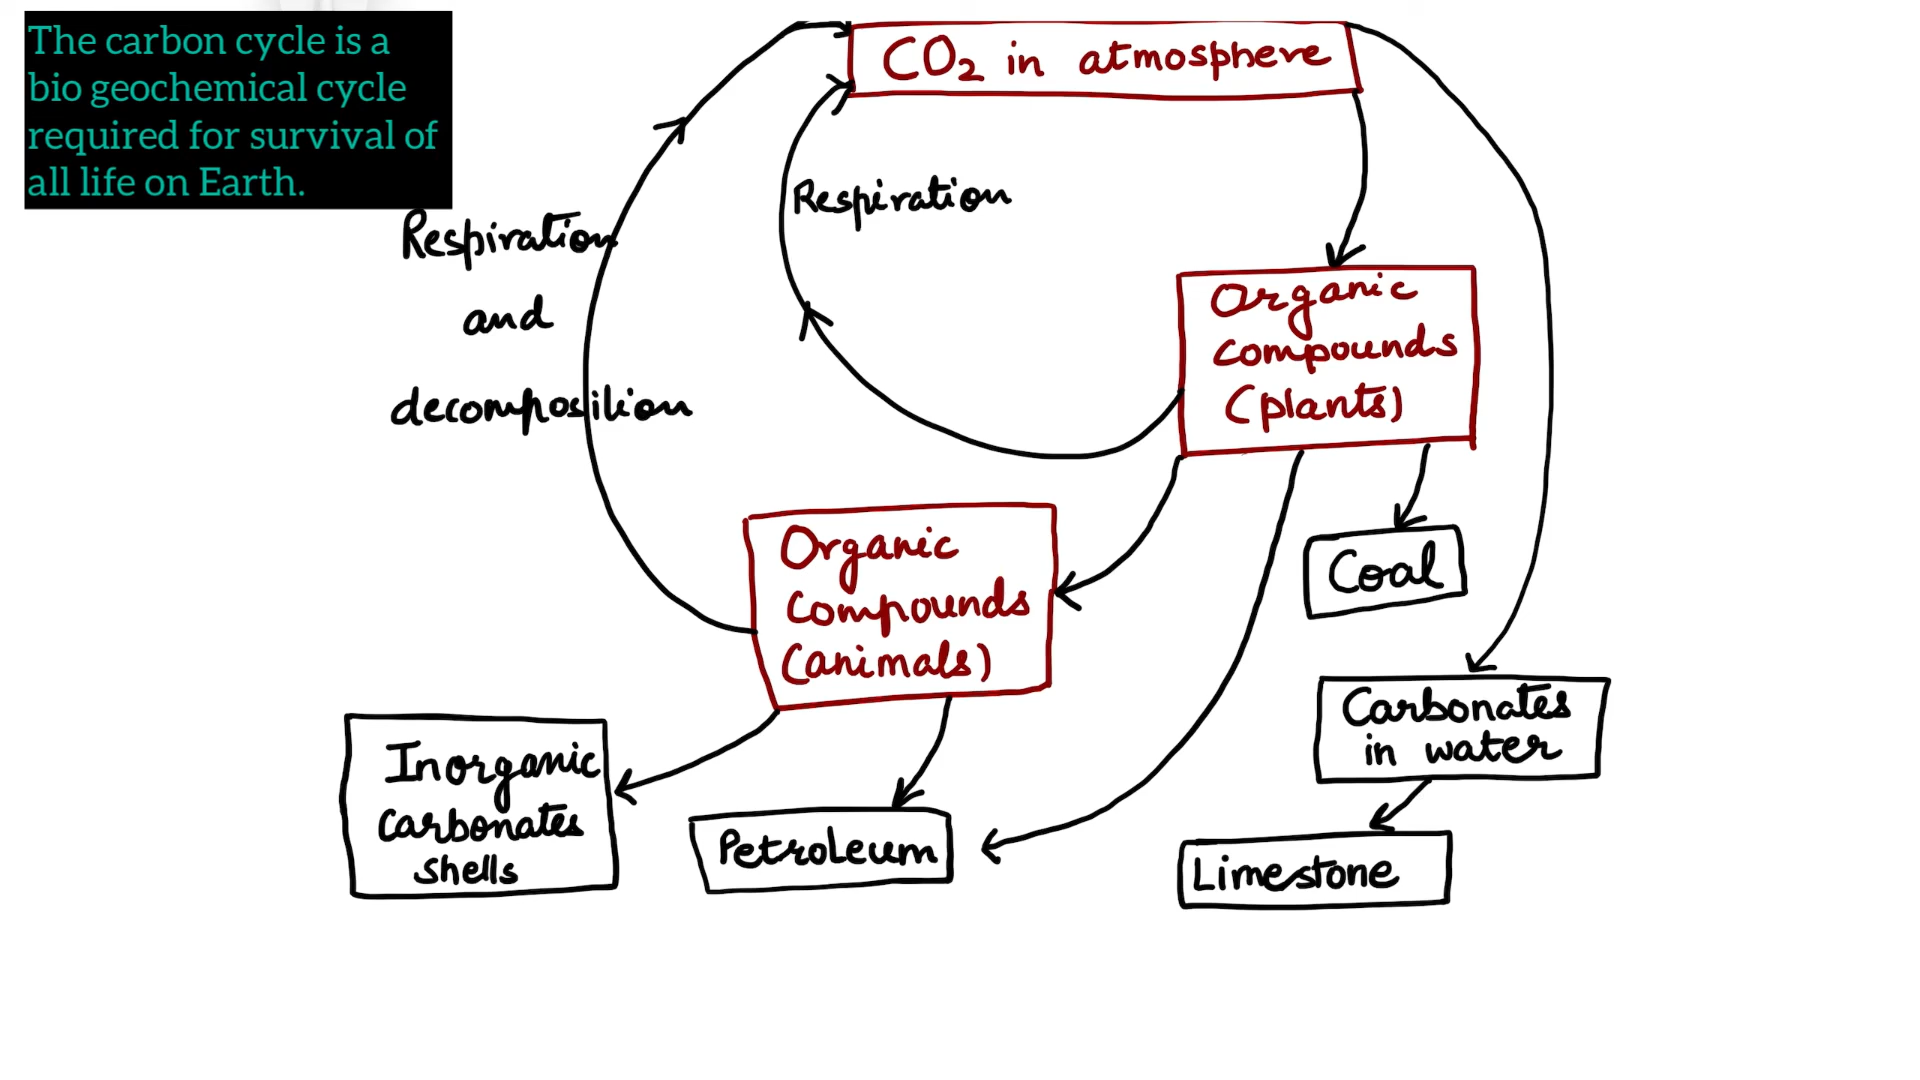 The carbon cycle is a
bio geochemical cycle
required for survival of
all life on Earth.
CO2 in atmosphere
Respiration
Respiration
and
decomposition
Organic
compounds
(plants)
Organic
compounds
(animals)
Coal
Carbonates
in water
Inorganic
carbonates
shells
Petroleum
Limestone